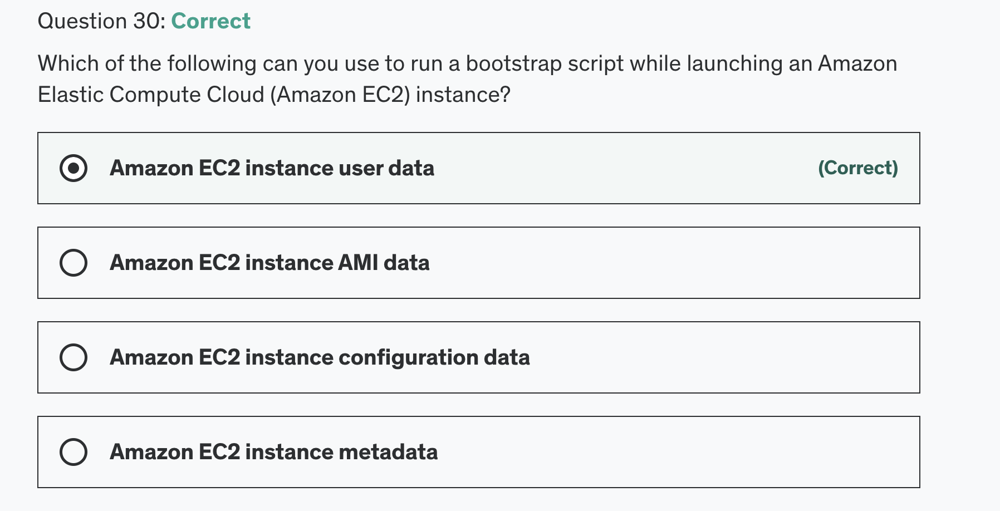 Question 30: Correct
Which of the following can you use to run a bootstrap script while launching an Amazon
Elastic Compute Cloud (Amazon EC2) instance?
Amazon EC2 instance user data (Correct)
Amazon EC2 instance AMI data
Amazon EC2 instance configuration data
Amazon EC2 instance metadata